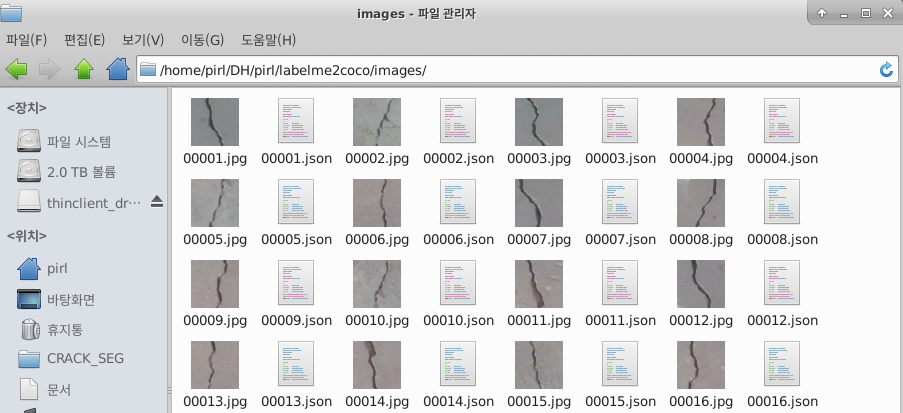 images - 파일 관리자
파일(F) 편집(E) 보기(V) 이동(G) 도움말(H)
/home/pirl/DH/pirl/labelme2coco/images/
<장치>
파일 시스템
2.0 TB 볼륨
thinclient_dr…
<위치>
pirl
바탕화면
휴지통
CRACK_SEG
문서
00001.jpg 00001.json 00002.jpg 00002.json 00003.jpg 00003.json 00004.jpg 00004.json
00005.jpg 00005.json 00006.jpg 00006.json 00007.jpg 00007.json 00008.jpg 00008.json
00009.jpg 00009.json 00010.jpg 00010.json 00011.jpg 00011.json 00012.jpg 00012.json
00013.jpg 00013.json 00014.jpg 00014.json 00015.jpg 00015.json 00016.jpg 00016.json